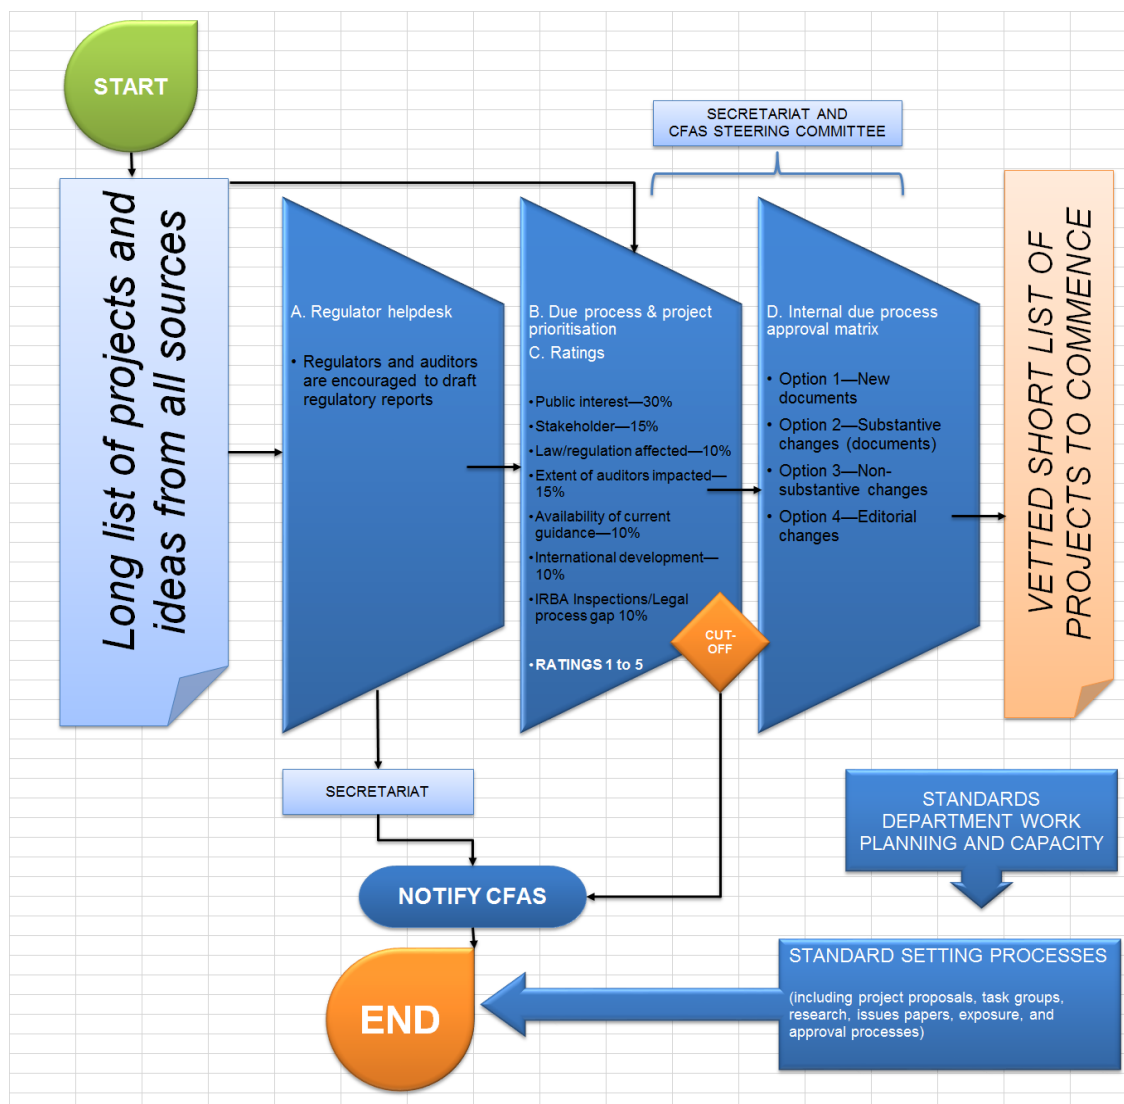 START
SECRETARIAT AND
CFAS STEERING COMMITTEE
Long list of projects and
ideas from all sources
A. Regulator helpdesk
• Regulators and auditors
are encouraged to draft
regulatory reports
B. Due process & project
prioritisation
C. Ratings
•Public interest—30%
•Stakeholder—15%
•Law/regulation affected—10%
•Extent of auditors impacted—
15%
•Availability of current
guidance—10%
•International development—
10%
•IRBA Inspections/Legal
process gap 10%
•RATINGS 1 to 5
CUT-
OFF
D. Internal due process
approval matrix
• Option 1—New
documents
• Option 2—Substantive
changes (documents)
• Option 3—Non-
substantive changes
• Option 4—Editorial
changes
VETTED SHORT LIST OF
PROJECTS TO COMMENCE
SECRETARIAT
NOTIFY CFAS
END
STANDARDS
DEPARTMENT WORK
PLANNING AND CAPACITY
STANDARD SETTING PROCESSES
(including project proposals, task groups,
research, issues papers, exposure, and
approval processes)